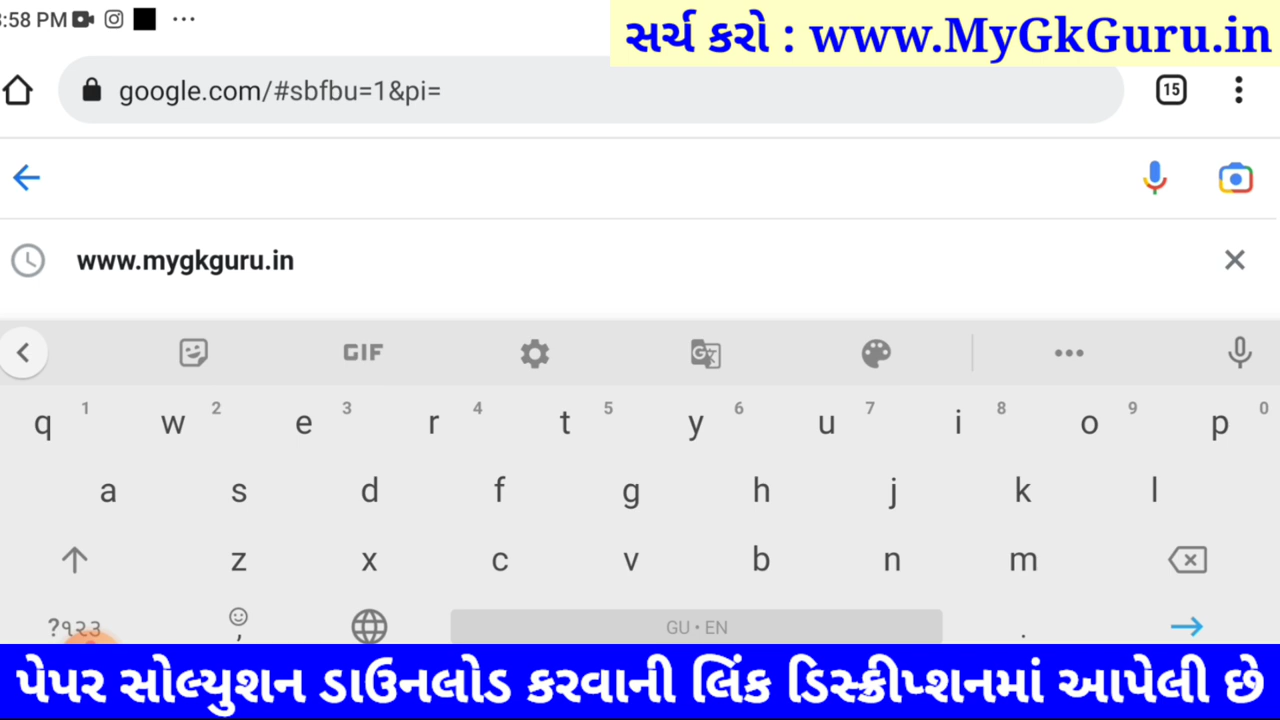 :58 PM
સર્ચ કરો : www.MyGkGuru.in
google.com/#sbfbu=1&pi=
15
www.mygkguru.in
GIF
q 1 w 2 e 3 r 4 t 5 y 6 u 7 i 8 o 9 p 0
a s d f g h j k l
z x c v b n m
?૧૨૩ , GU • EN .
પેપર સોલ્યુશન ડાઉનલોડ કરવાની લિંક ડિસ્ક્રીપ્શનમાં આપેલી છે